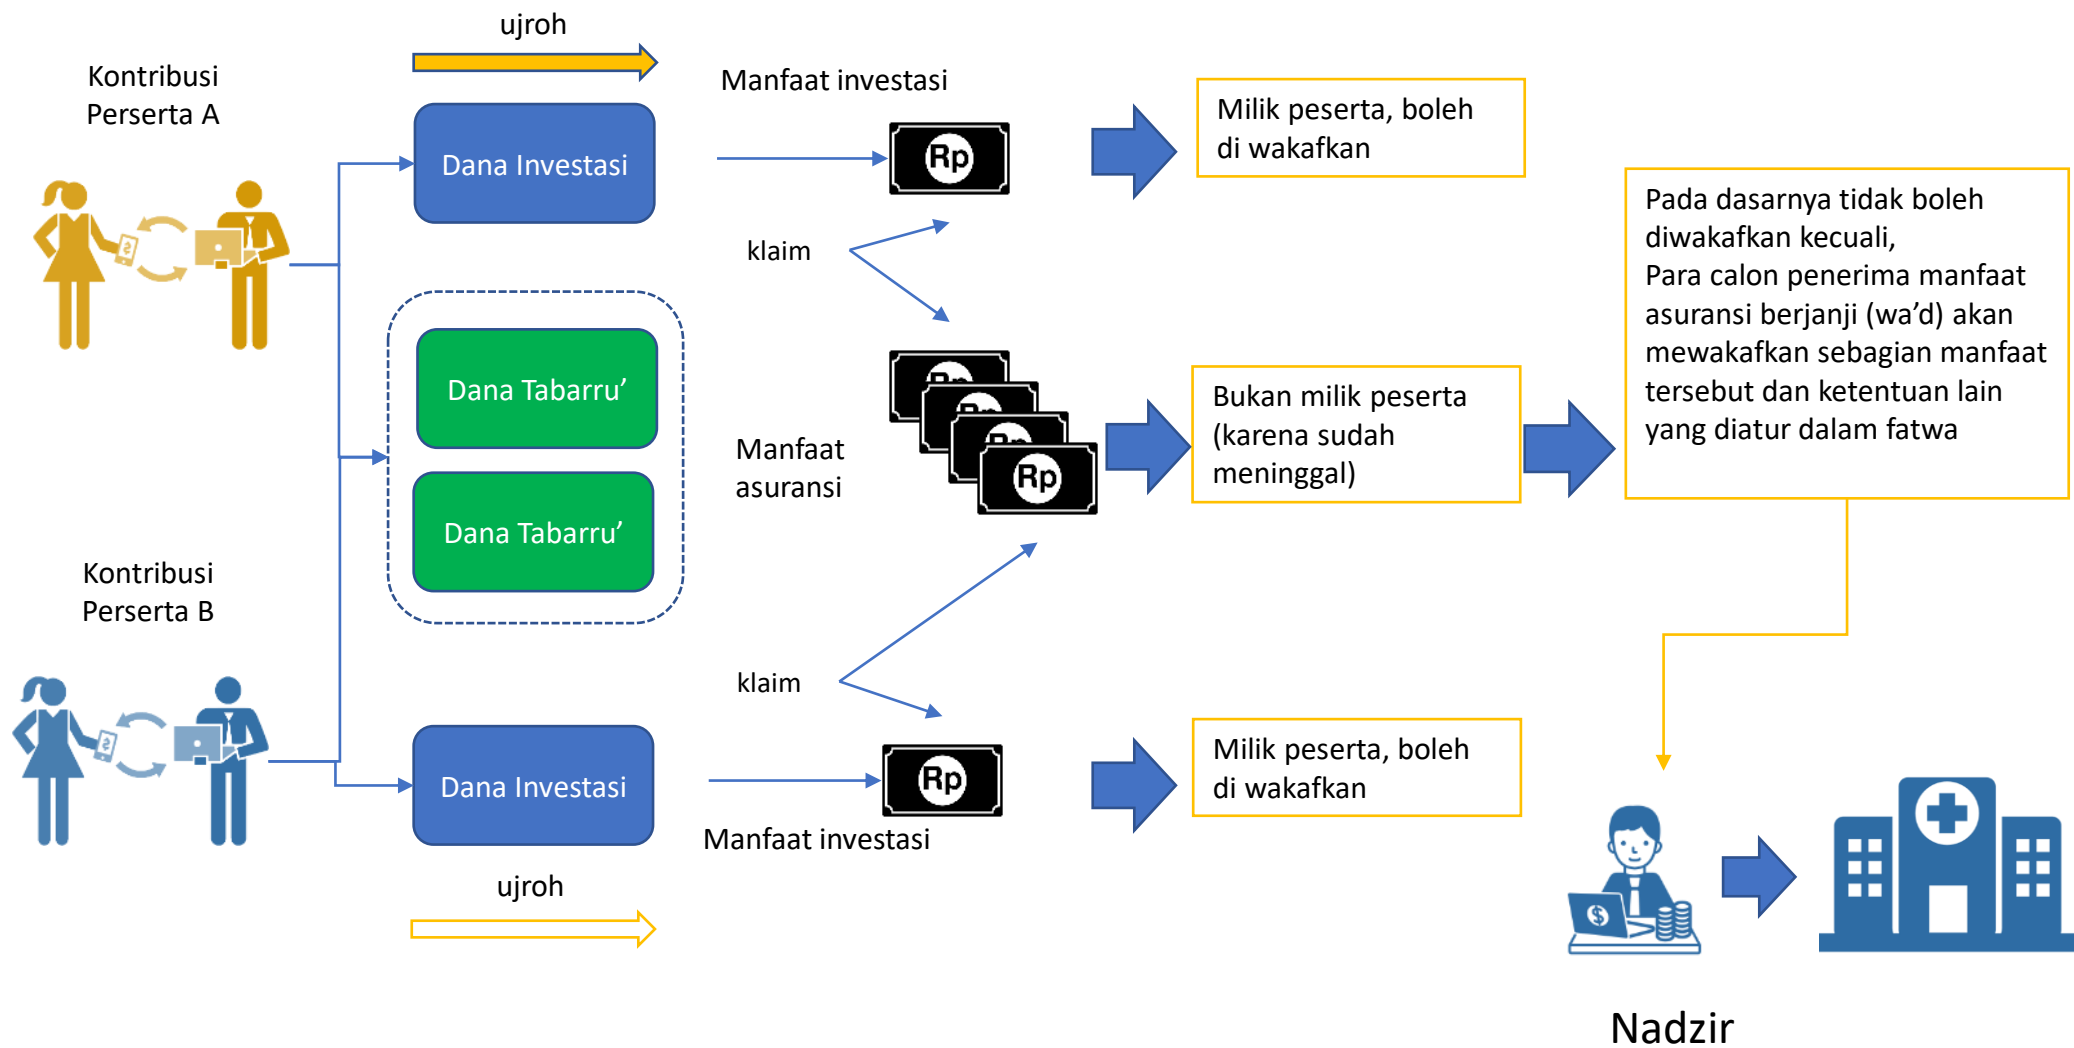 ujroh
Kontribusi
Perserta A
Manfaat investasi
Dana Investasi
Rp
Milik peserta, boleh
di wakafkan
klaim
Pada dasarnya tidak boleh
diwakafkan kecuali,
Para calon penerima manfaat
asuransi berjanji (wa’d) akan
mewakafkan sebagian manfaat
tersebut dan ketentuan lain
yang diatur dalam fatwa
Dana Tabarru’
Dana Tabarru’
Manfaat
asuransi
Rp
Rp
Rp
Rp
Bukan milik peserta
(karena sudah
meninggal)
Kontribusi
Perserta B
klaim
Dana Investasi
Rp
Manfaat investasi
Milik peserta, boleh
di wakafkan
ujroh
Nadzir